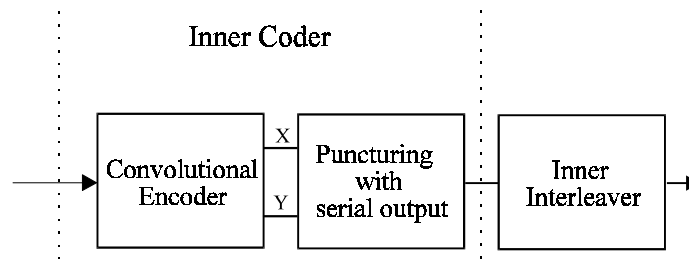 Inner Coder
Convolutional
Encoder
X
Y
Puncturing
with
serial output
Inner
Interleaver